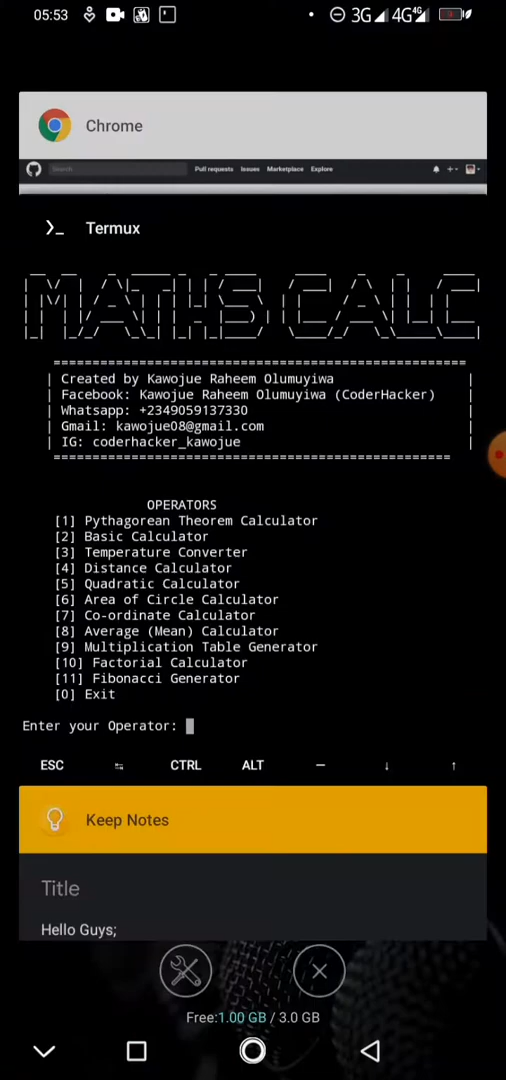 05:53
3G 4G 4G
Chrome
Search Pull requests Issues Marketplace Explore
>_ Termux
MATHS CALC
=====================================================
| Created by Kawojue Raheem Olumuyiwa |
| Facebook: Kawojue Raheem Olumuyiwa (CoderHacker) |
| Whatsapp: +2349059137330 |
| Gmail: kawojue08@gmail.com |
| IG: coderhacker_kawojue |
===================================================
OPERATORS
[1] Pythagorean Theorem Calculator
[2] Basic Calculator
[3] Temperature Converter
[4] Distance Calculator
[5] Quadratic Calculator
[6] Area of Circle Calculator
[7] Co-ordinate Calculator
[8] Average (Mean) Calculator
[9] Multiplication Table Generator
[10] Factorial Calculator
[11] Fibonacci Generator
[0] Exit
Enter your Operator:
ESC CTRL ALT — ↓ ↑
Keep Notes
Title
Hello Guys;
Free:1.00 GB / 3.0 GB